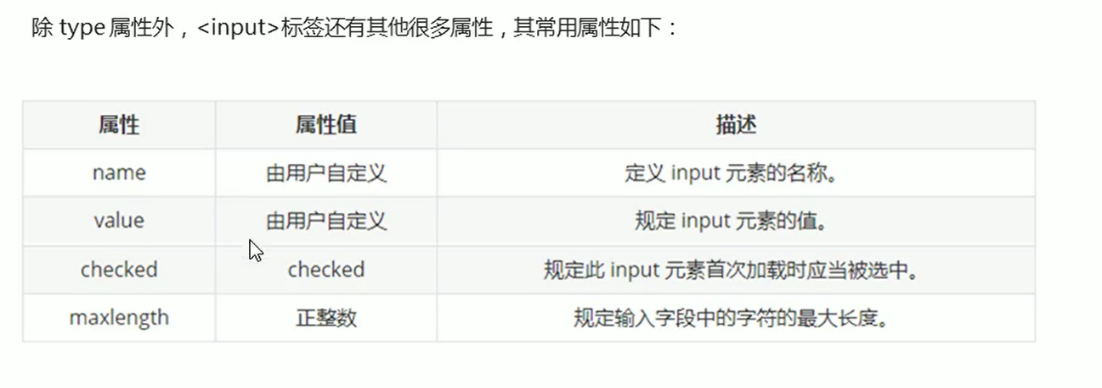 除 type 属性外，<input>标签还有其他很多属性，其常用属性如下：
属性 属性值 描述
name 由用户自定义 定义 input 元素的名称。
value 由用户自定义 规定 input 元素的值。
checked checked 规定此 input 元素首次加载时应当被选中。
maxlength 正整数 规定输入字段中的字符的最大长度。